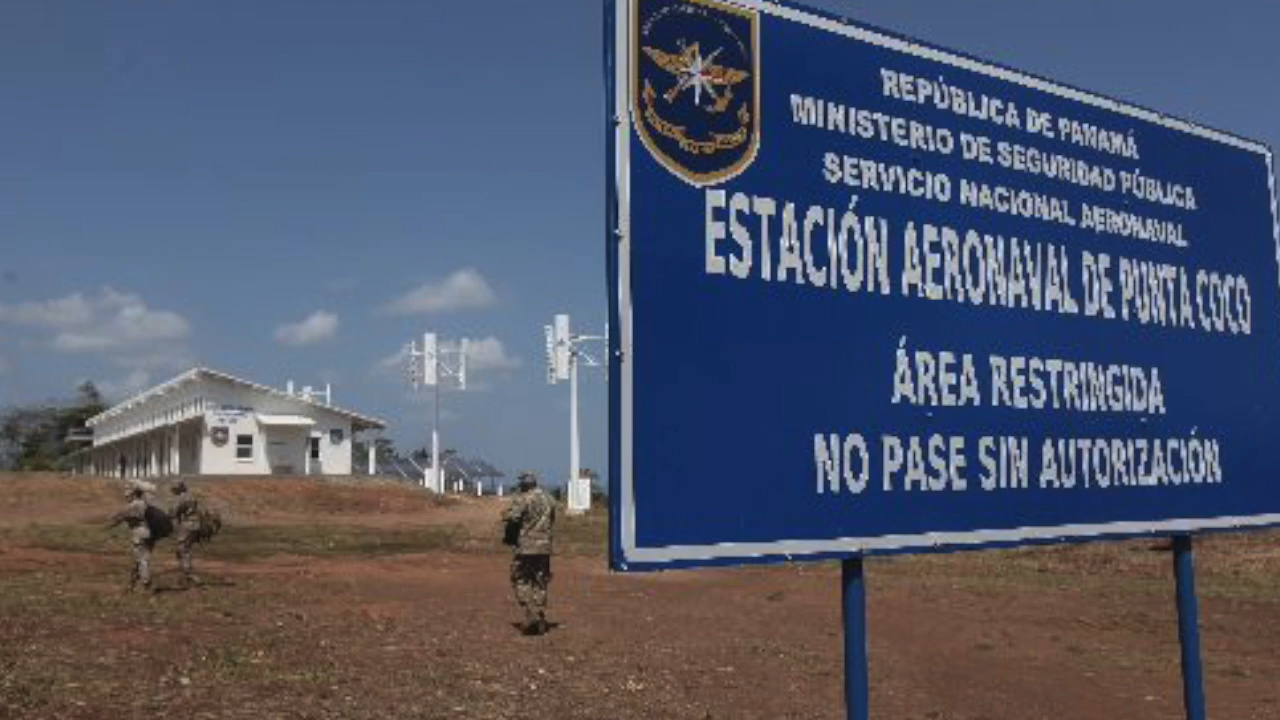 REPÚBLICA DE PANAMÁ
MINISTERIO DE SEGURIDAD PÚBLICA
SERVICIO NACIONAL AERONAVAL
ESTACIÓN AERONAVAL DE PUNTA COCO
ÁREA RESTRINGIDA
NO PASE SIN AUTORIZACIÓN